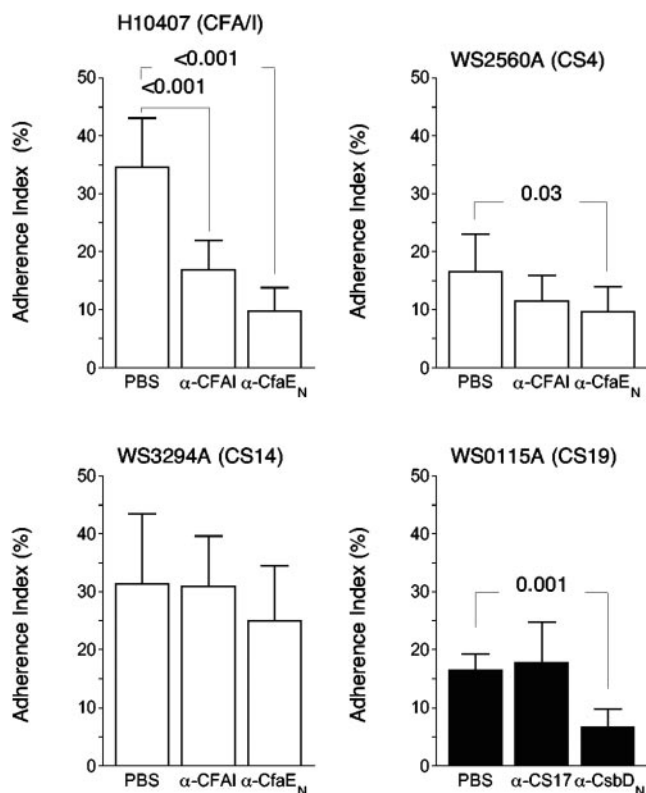 H10407 (CFA/I)
<0.001
<0.001
Adherence Index (%)
50
40
30
20
10
0
PBS α-CFAI α-CfaE_N
WS2560A (CS4)
0.03
Adherence Index (%)
50
40
30
20
10
0
PBS α-CFAI α-CfaE_N
WS3294A (CS14)
Adherence Index (%)
50
40
30
20
10
0
PBS α-CFAI α-CfaE_N
WS0115A (CS19)
0.001
Adherence Index (%)
50
40
30
20
10
0
PBS α-CS17 α-CsbD_N